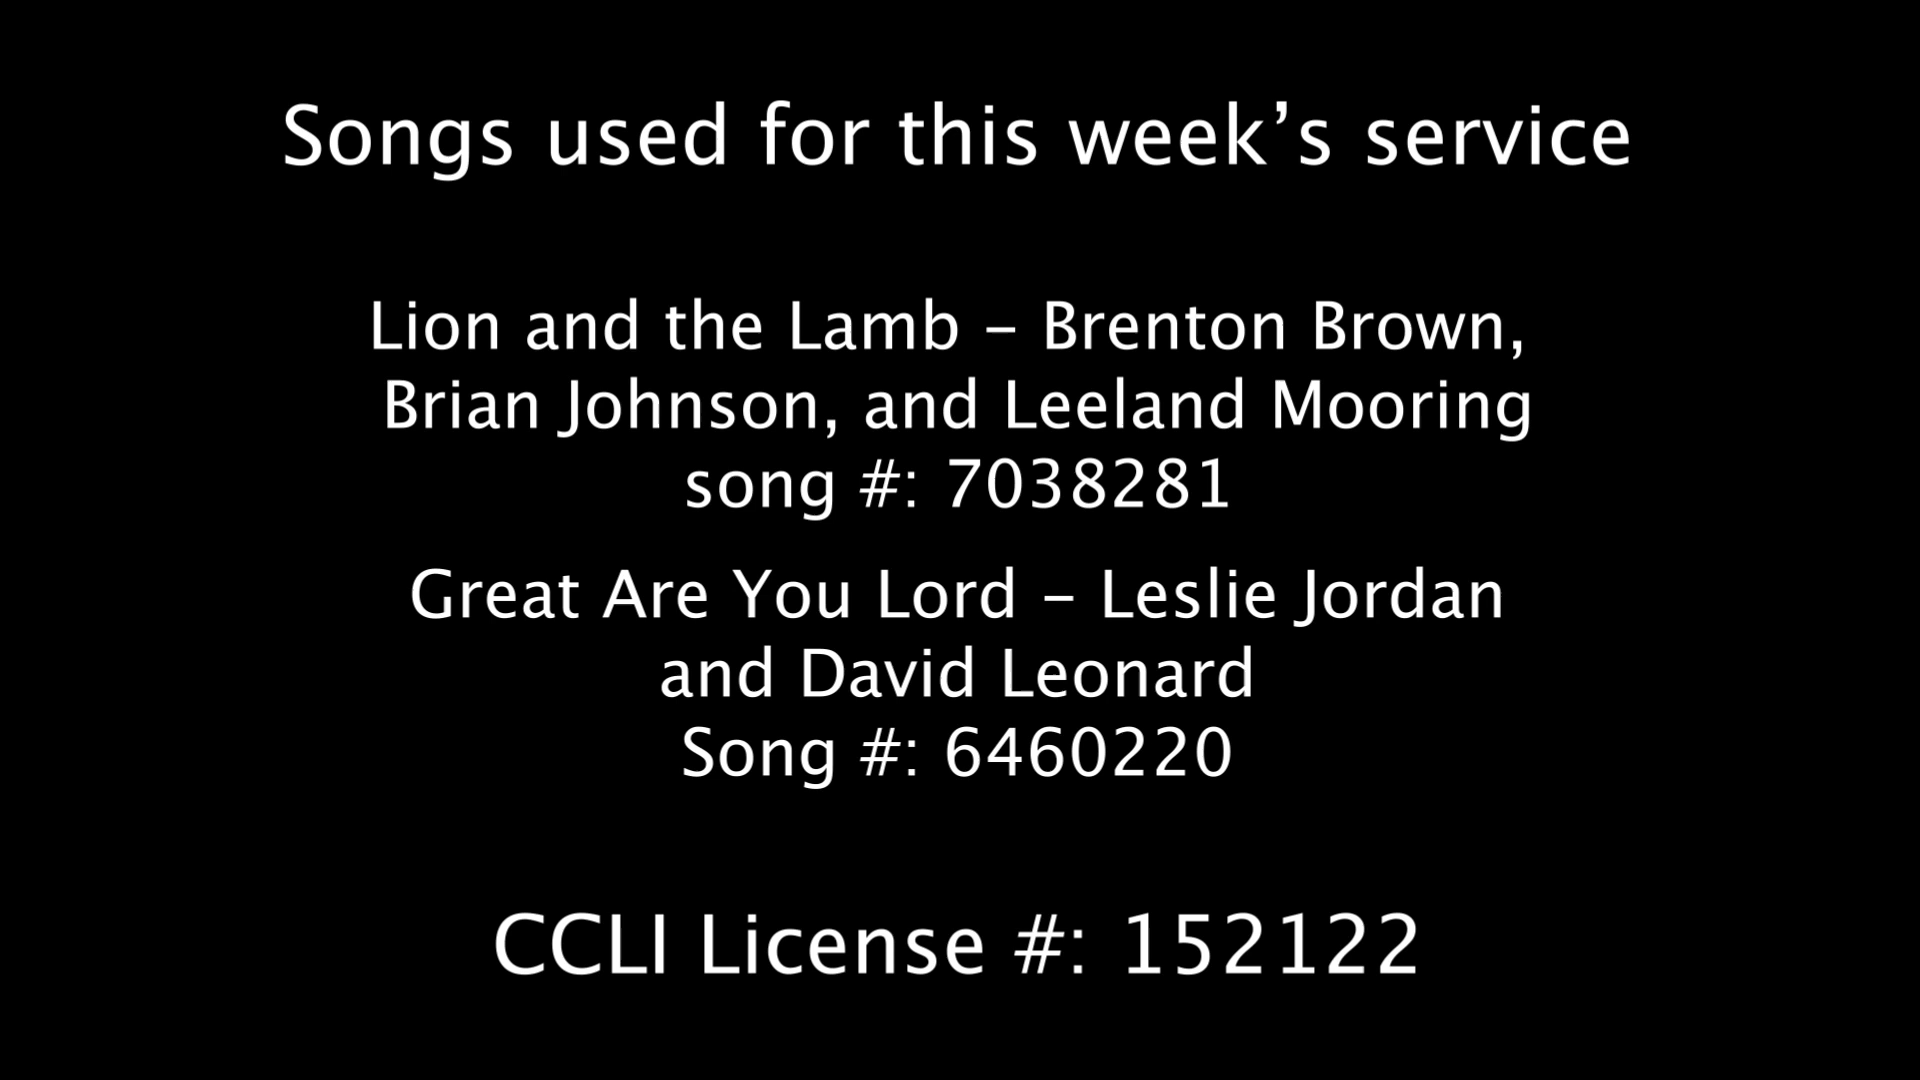 Songs used for this week’s service
Lion and the Lamb - Brenton Brown,
Brian Johnson, and Leeland Mooring
song #: 7038281
Great Are You Lord - Leslie Jordan
and David Leonard
Song #: 6460220
CCLI License #: 152122